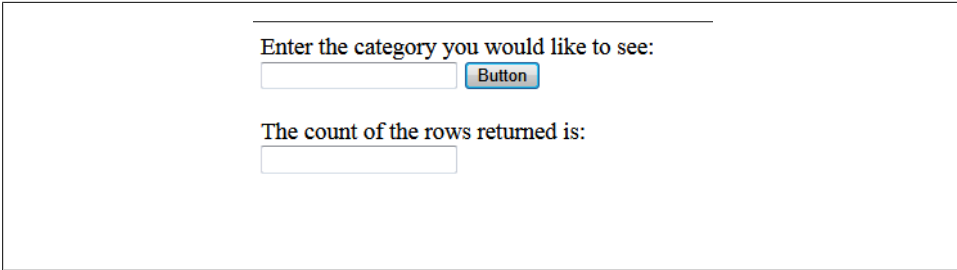 Enter the category you would like to see:
Button
The count of the rows returned is: